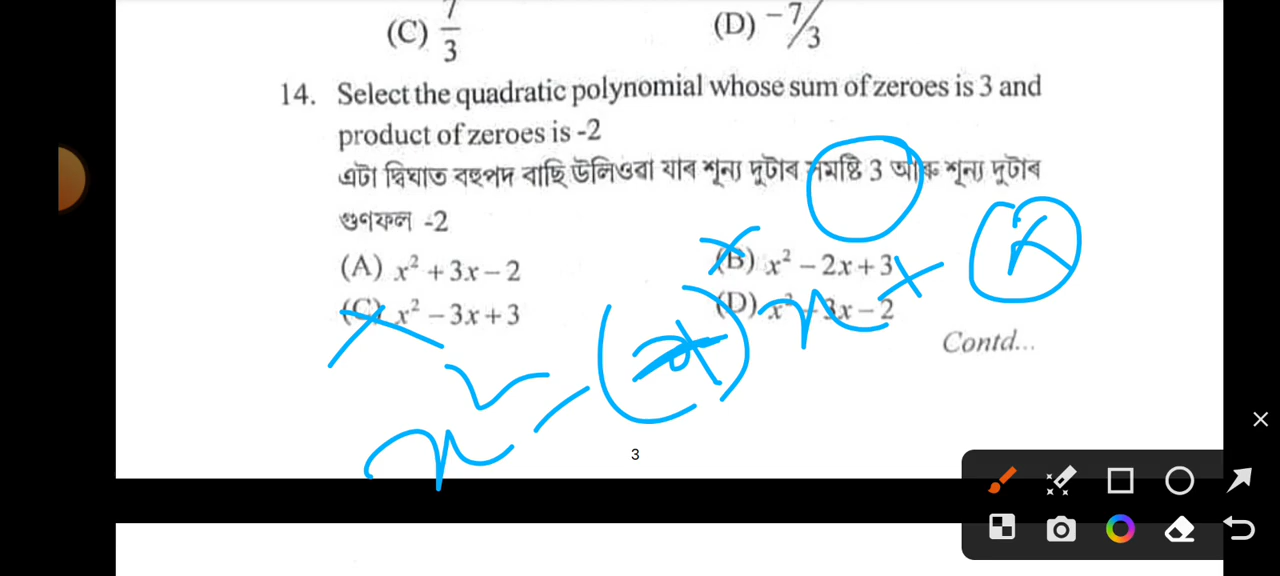 (C) 7/3 (D) -7/3
14. Select the quadratic polynomial whose sum of zeroes is 3 and
product of zeroes is -2
এটা দ্বিঘাত বহুপদ বাছি উলিওৱা যাৰ শূন্য দুটাৰ সমষ্টি 3 আৰু শূন্য দুটাৰ
গুণফল -2
(A) x² + 3x – 2 (B) x² – 2x + 3
(C) x² – 3x + 3 (D) x² – 3x – 2
Contd...
3